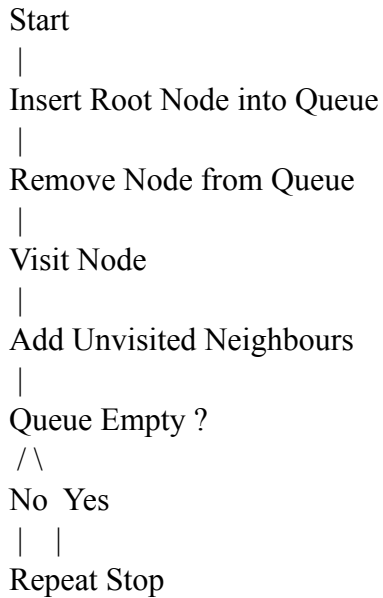 Start
|
Insert Root Node into Queue
|
Remove Node from Queue
|
Visit Node
|
Add Unvisited Neighbours
|
Queue Empty ?
/ \
No  Yes
|    |
Repeat Stop